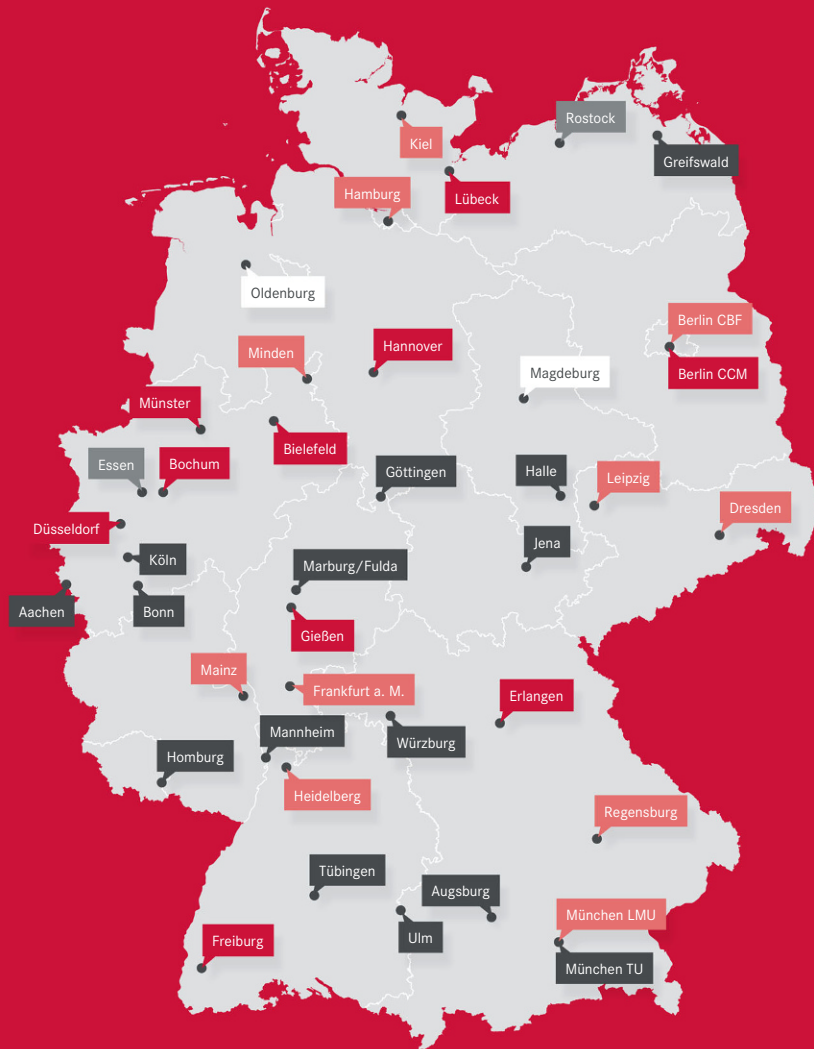 Rostock
Kiel
Greifswald
Hamburg
Lübeck
Oldenburg
Berlin CBF
Minden
Hannover
Magdeburg
Berlin CCM
Münster
Bielefeld
Essen
Bochum
Göttingen
Halle
Leipzig
Düsseldorf
Dresden
Köln
Marburg/Fulda
Jena
Aachen
Bonn
Gießen
Mainz
Frankfurt a. M.
Erlangen
Mannheim
Würzburg
Homburg
Heidelberg
Regensburg
Tübingen
Augsburg
München LMU
Ulm
Freiburg
München TU